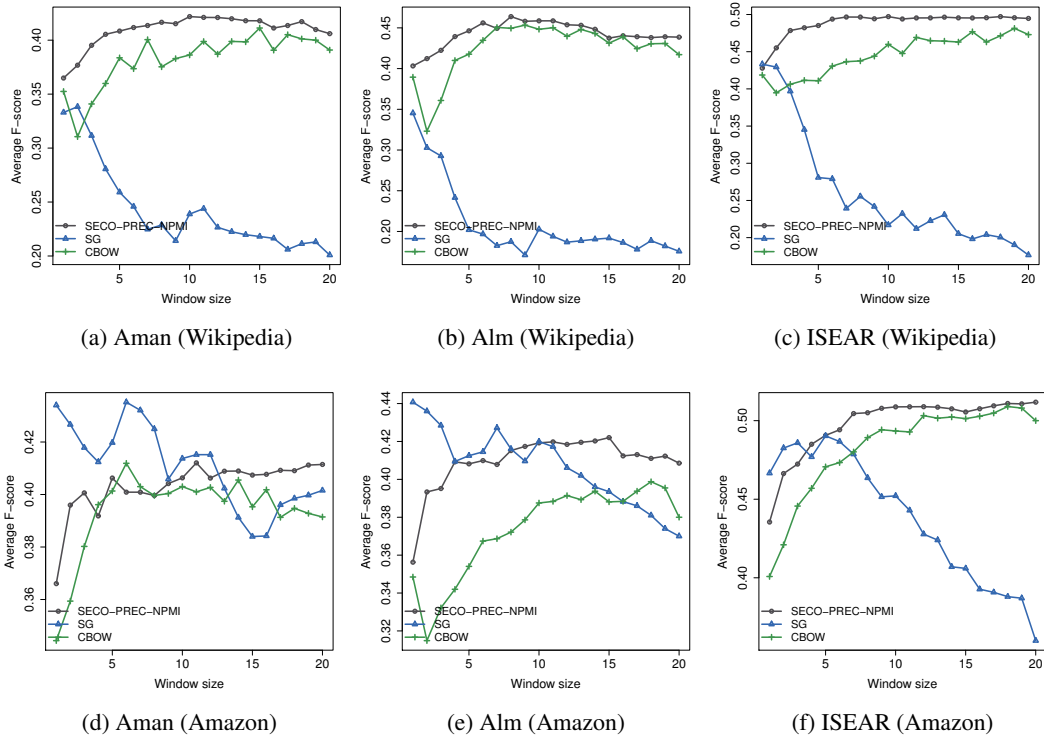 Average F−score
0.20 0.25 0.30 0.35 0.40
SECO−PREC−NPMI
SG
CBOW
5 10 15 20
Window size
(a) Aman (Wikipedia)
Average F−score
0.20 0.25 0.30 0.35 0.40 0.45
SECO−PREC−NPMI
SG
CBOW
5 10 15 20
Window size
(b) Alm (Wikipedia)
Average F−score
0.20 0.25 0.30 0.35 0.40 0.45 0.50
SECO−PREC−NPMI
SG
CBOW
5 10 15 20
Window size
(c) ISEAR (Wikipedia)
Average F−score
0.36 0.38 0.40 0.42
SECO−PREC−NPMI
SG
CBOW
5 10 15 20
Window size
(d) Aman (Amazon)
Average F−score
0.32 0.34 0.36 0.38 0.40 0.42 0.44
SECO−PREC−NPMI
SG
CBOW
5 10 15 20
Window size
(e) Alm (Amazon)
Average F−score
0.40 0.45 0.50
SECO−PREC−NPMI
SG
CBOW
5 10 15 20
Window size
(f) ISEAR (Amazon)